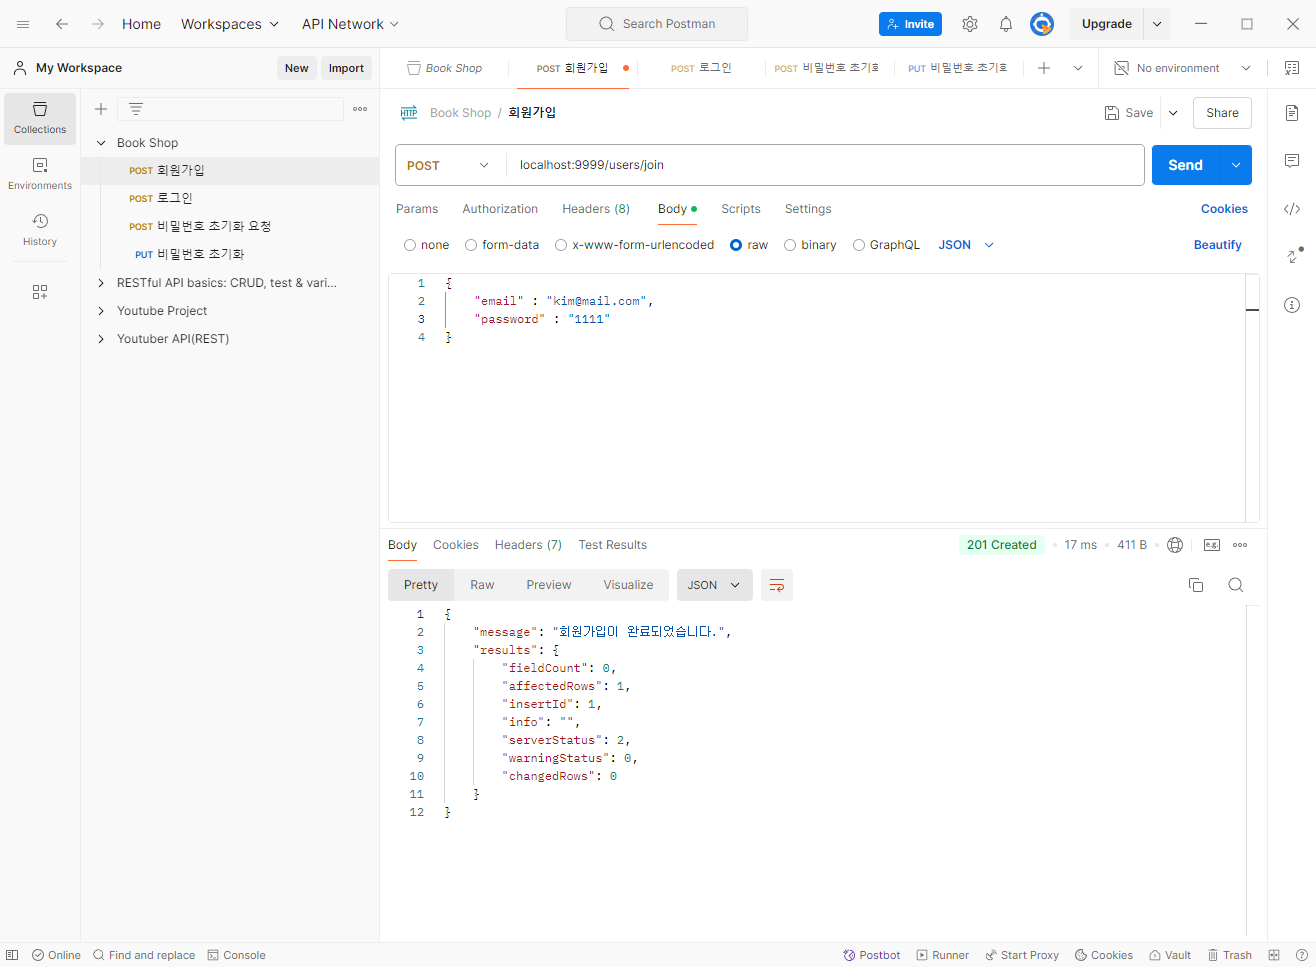 Home Workspaces API Network Search Postman Invite Upgrade
My Workspace New Import
Book Shop POST 회원가입 POST 로그인 POST 비밀번호 초기화 PUT 비밀번호 초기화 No environment
Collections
Environments
History
Book Shop
POST 회원가입
POST 로그인
POST 비밀번호 초기화 요청
PUT 비밀번호 초기화
RESTful API basics: CRUD, test & vari...
Youtube Project
Youtuber API(REST)
HTTP Book Shop / 회원가입 Save Share
POST localhost:9999/users/join Send
Params Authorization Headers (8) Body Scripts Settings Cookies
none form-data x-www-form-urlencoded raw binary GraphQL JSON Beautify
1 {
2 "email" : "kim@mail.com",
3 "password" : "1111"
4 }
Body Cookies Headers (7) Test Results 201 Created 17 ms 411 B e.g.
Pretty Raw Preview Visualize JSON
1 {
2 "message": "회원가입이 완료되었습니다.",
3 "results": {
4 "fieldCount": 0,
5 "affectedRows": 1,
6 "insertId": 1,
7 "info": "",
8 "serverStatus": 2,
9 "warningStatus": 0,
10 "changedRows": 0
11 }
12 }
Online Find and replace Console Postbot Runner Start Proxy Cookies Vault Trash